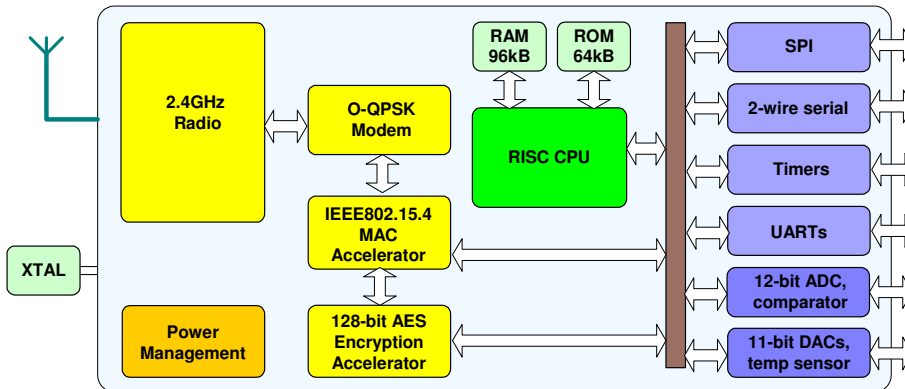 2.4GHz
Radio
O-QPSK
Modem
IEEE802.15.4
MAC
Accelerator
128-bit AES
Encryption
Accelerator
Power
Management
XTAL
RAM
96kB
ROM
64kB
RISC CPU
SPI
2-wire serial
Timers
UARTs
12-bit ADC,
comparator
11-bit DACs,
temp sensor